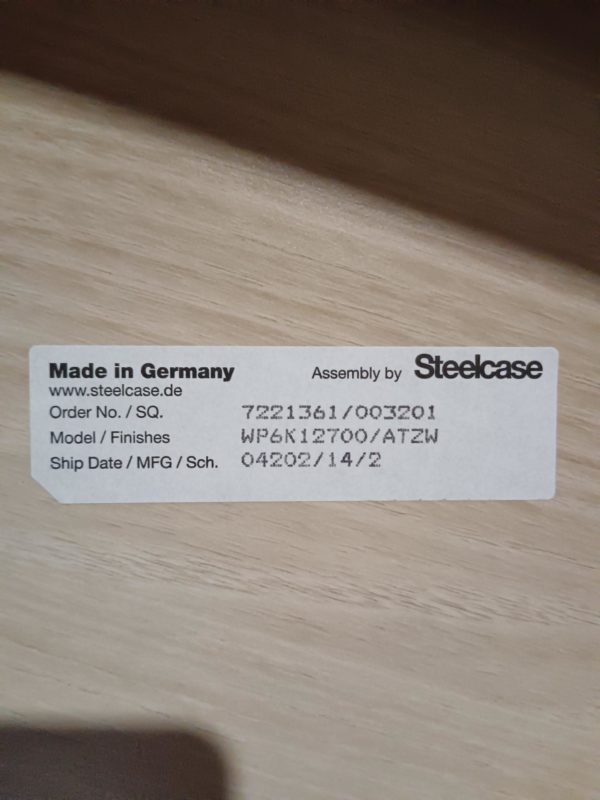 Made in Germany Assembly by Steelcase
www.steelcase.de
Order No. / SQ. 7221361/003201
Model / Finishes WP6K12700/ATZW
Ship Date / MFG / Sch. 04202/14/2